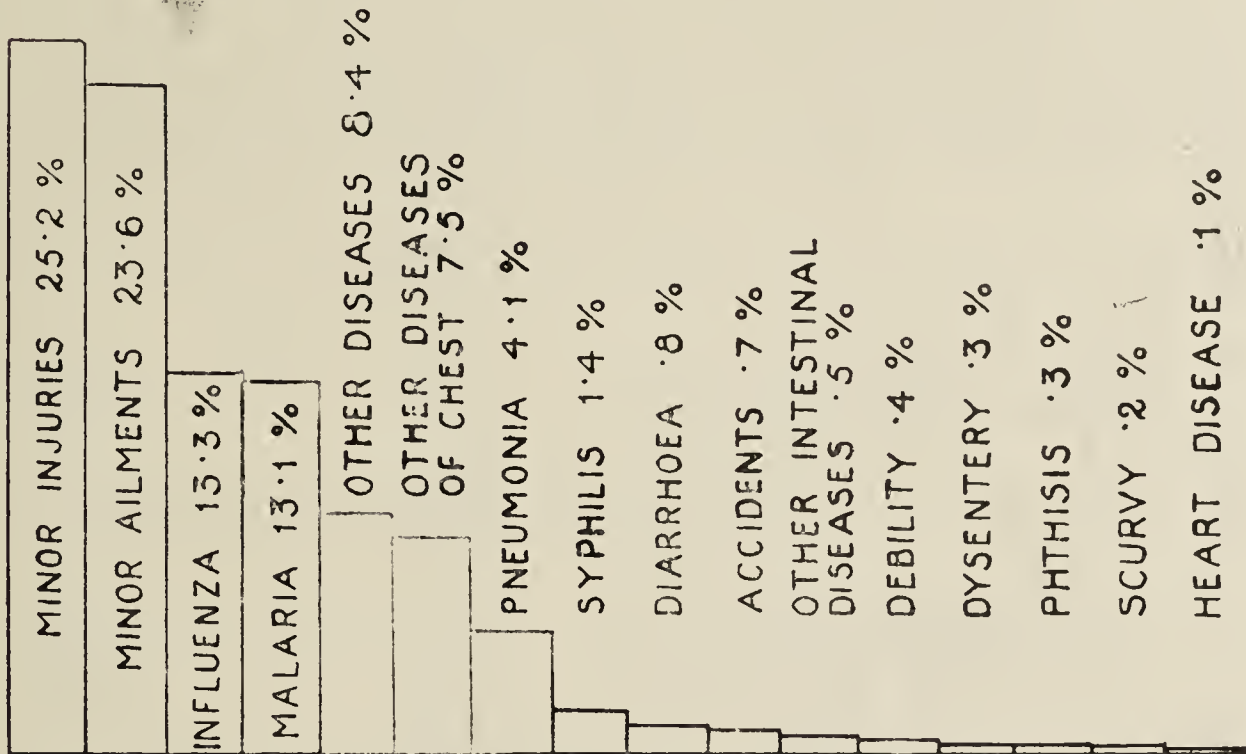 MINOR INJURIES 25·2 %
MINOR AILMENTS 23·6 %
INFLUENZA 13·3 %
MALARIA 13·1 %
OTHER DISEASES 8·4 %
OTHER DISEASES
OF CHEST 7·5 %
PNEUMONIA 4·1 %
SYPHILIS 1·4 %
DIARRHOEA ·8 %
ACCIDENTS ·7 %
OTHER INTESTINAL
DISEASES ·5 %
DEBILITY ·4 %
DYSENTERY ·3 %
PHTHISIS ·3 %
SCURVY ·2 %
HEART DISEASE ·1 %